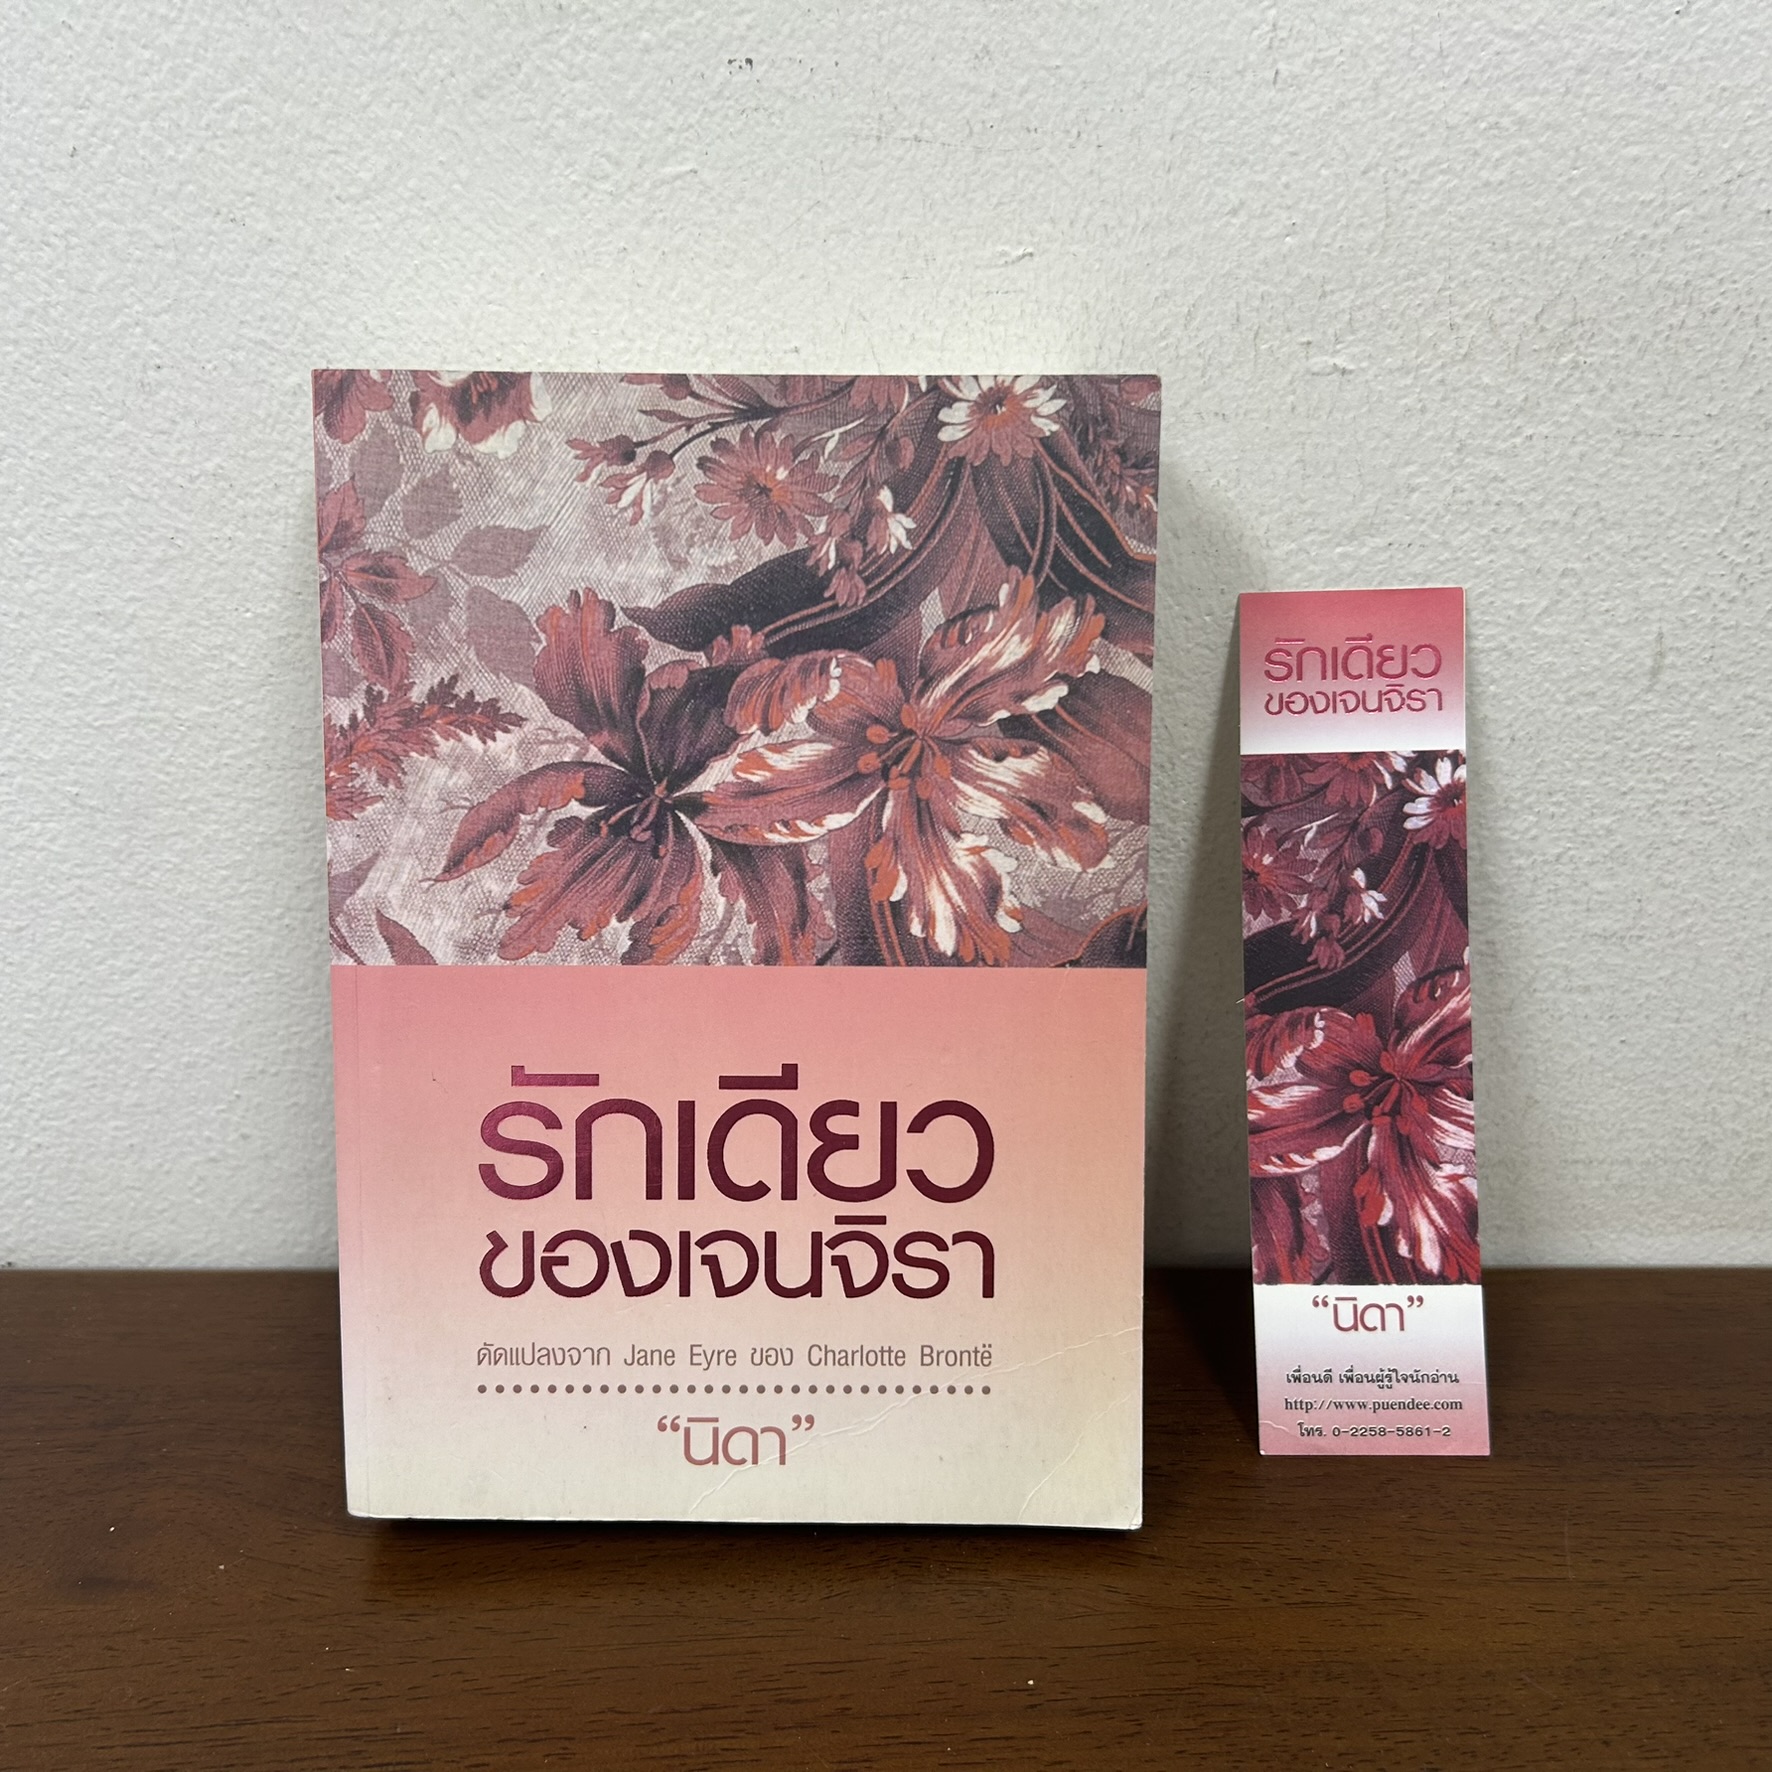 รักเดียว
ของเจนจิรา
ดัดแปลงจาก Jane Eyre ของ Charlotte Brontë
“นิดา”
รักเดียว
ของเจนจิรา
“นิดา”
เพื่อนดี เพื่อนผู้รู้ใจนักอ่าน
http://www.puendee.com
โทร. 0-2258-5861-2